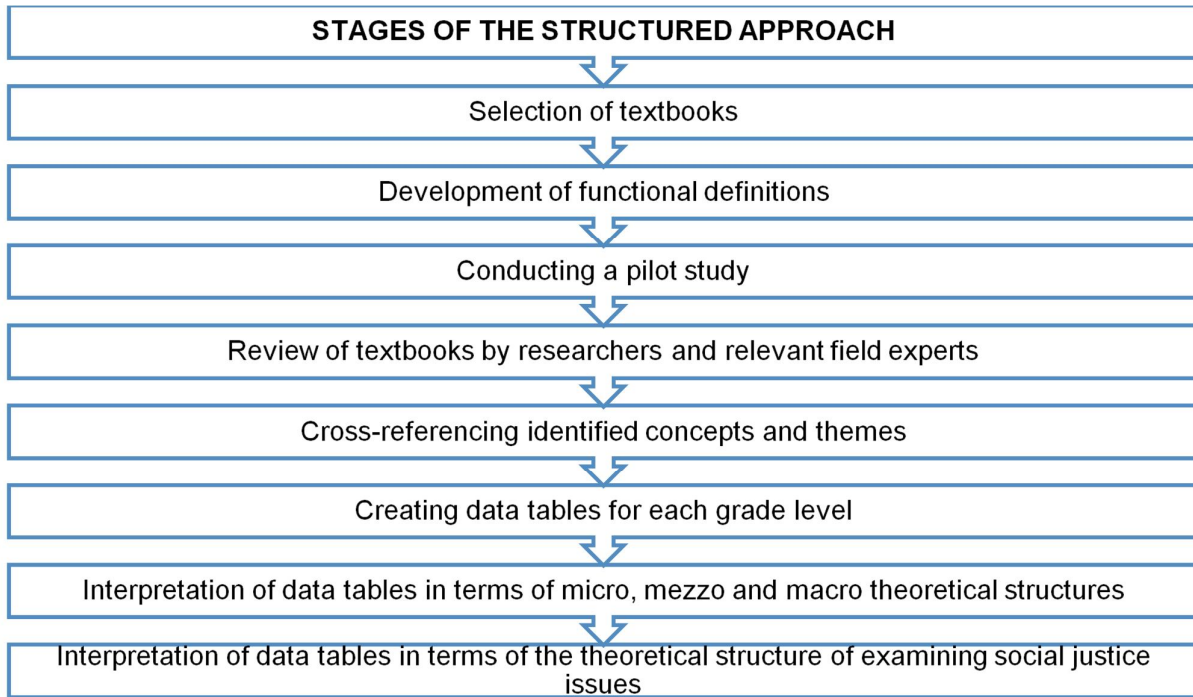 STAGES OF THE STRUCTURED APPROACH
Selection of textbooks
Development of functional definitions
Conducting a pilot study
Review of textbooks by researchers and relevant field experts
Cross-referencing identified concepts and themes
Creating data tables for each grade level
Interpretation of data tables in terms of micro, mezzo and macro theoretical structures
Interpretation of data tables in terms of the theoretical structure of examining social justice
issues